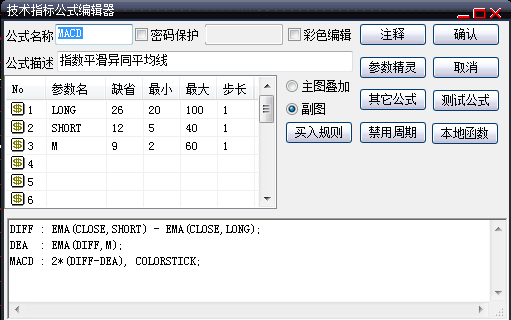 技术指标公式编辑器
公式名称 MACD 密码保护 彩色编辑 注释 确认
公式描述 指数平滑异同平均线 参数精灵 取消
No 参数名 缺省 最小 最大 步长 主图叠加
1 LONG 26 20 100 1 副图 其它公式 测试公式
2 SHORT 12 5 40 1 买入规则 禁用周期 本地函数
3 M 9 2 60 1
4
5
6
DIFF : EMA(CLOSE,SHORT) - EMA(CLOSE,LONG);
DEA : EMA(DIFF,M);
MACD : 2*(DIFF-DEA), COLORSTICK;